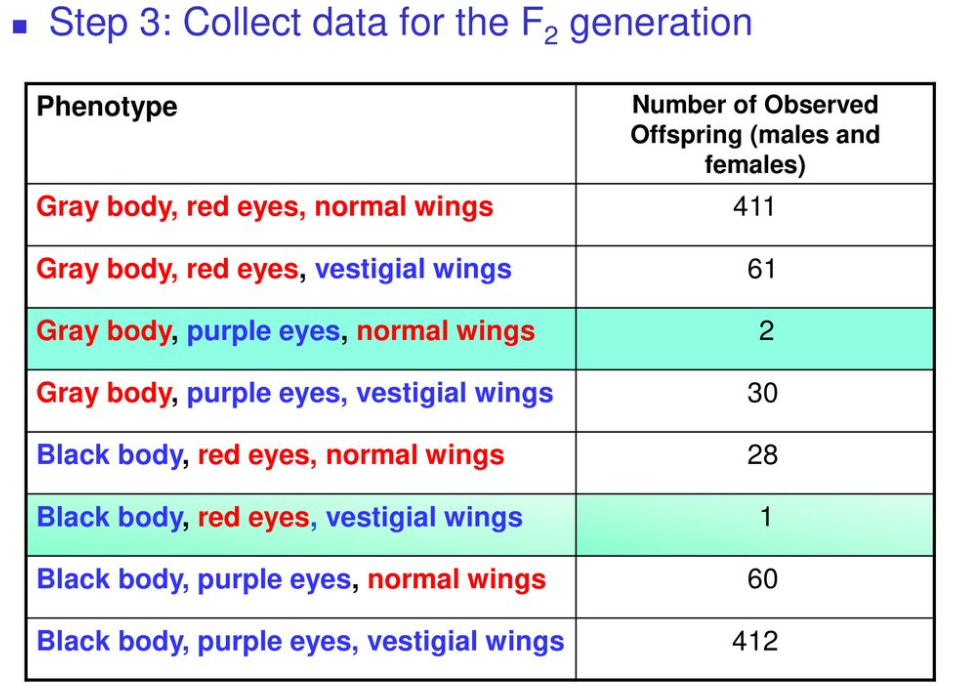 Step 3: Collect data for the F2 generation
Phenotype
Number of Observed
Offspring (males and
females)
Gray body, red eyes, normal wings 411
Gray body, red eyes, vestigial wings 61
Gray body, purple eyes, normal wings 2
Gray body, purple eyes, vestigial wings 30
Black body, red eyes, normal wings 28
Black body, red eyes, vestigial wings 1
Black body, purple eyes, normal wings 60
Black body, purple eyes, vestigial wings 412